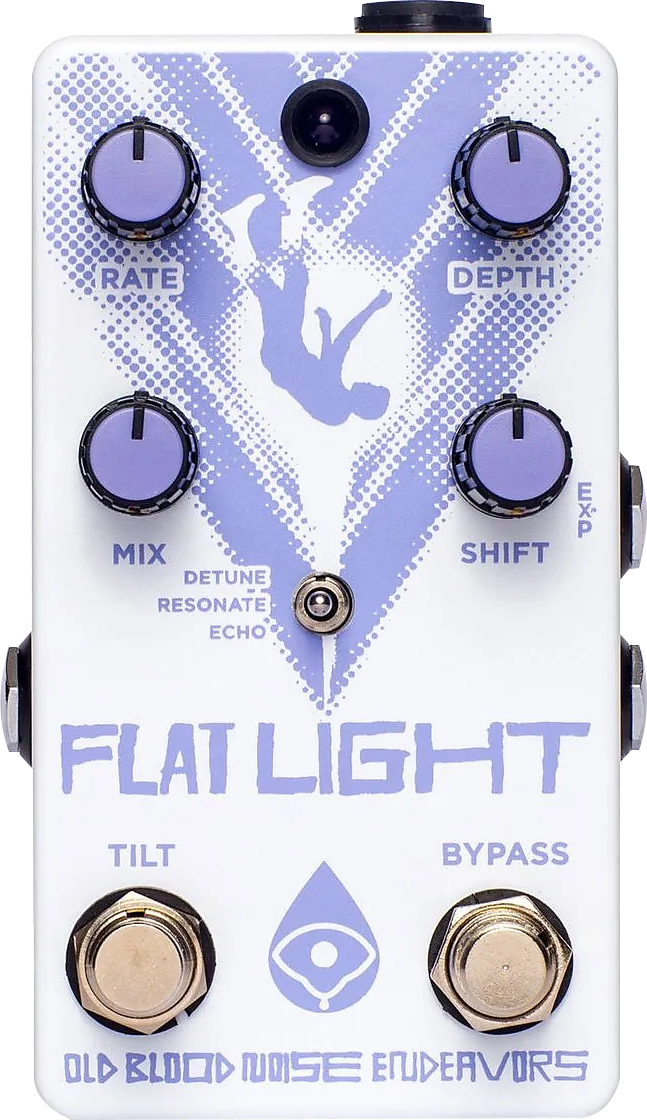 RATE
DEPTH
MIX
SHIFT
EXP
DETUNE
RESONATE
ECHO
FLAT LIGHT
TILT
BYPASS
OLD BLOOD NOISE ENDEAVORS